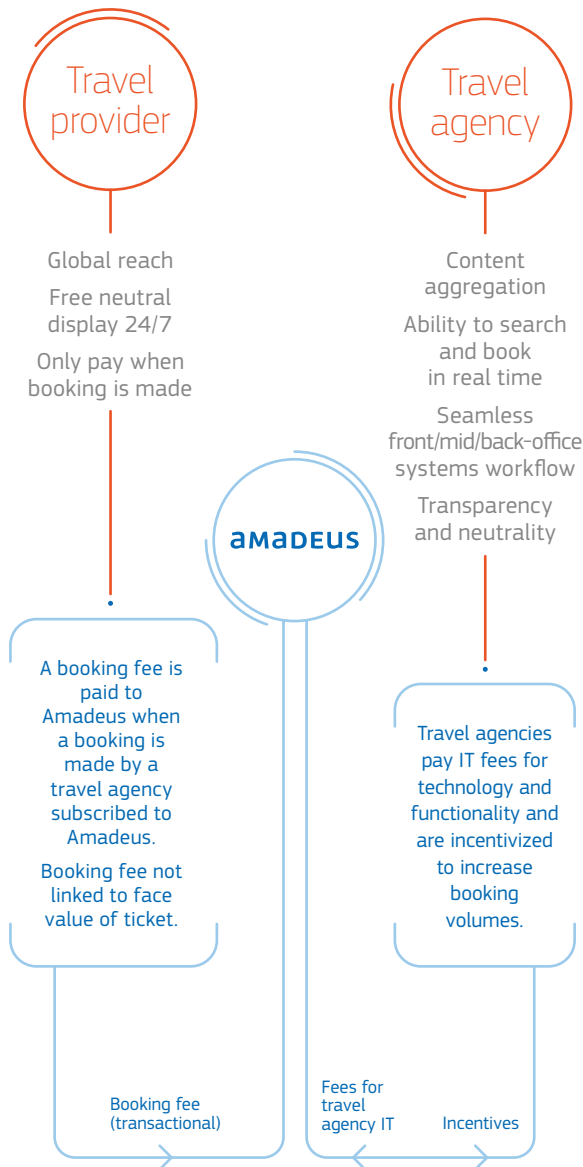 Travel
provider
Global reach
Free neutral
display 24/7
Only pay when
booking is made
A booking fee is
paid to
Amadeus when
a booking is
made by a
travel agency
subscribed to
Amadeus.
Booking fee not
linked to face
value of ticket.
Booking fee
(transactional)
aMaDEUS
Travel
agency
Content
aggregation
Ability to search
and book
in real time
Seamless
front/mid/back-office
systems workflow
Transparency
and neutrality
Travel agencies
pay IT fees for
technology and
functionality and
are incentivized
to increase
booking
volumes.
Fees for
travel
agency IT
Incentives